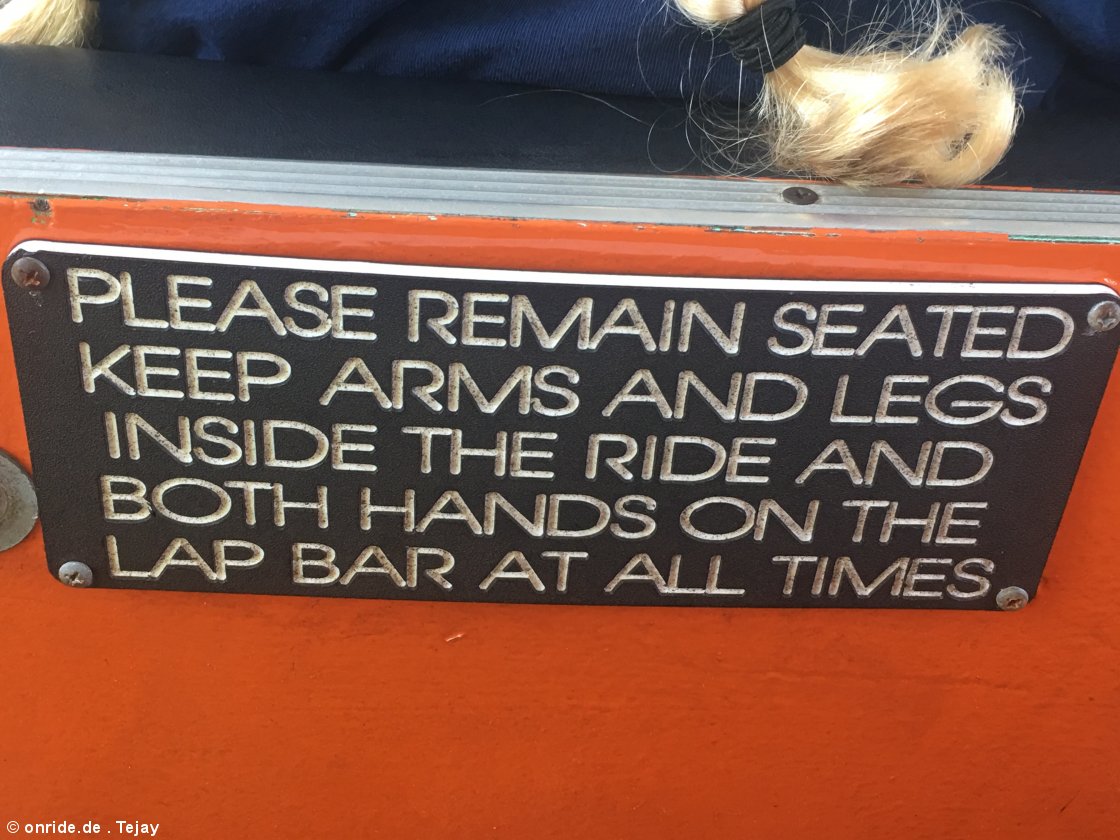 PLEASE REMAIN SEATED
KEEP ARMS AND LEGS
INSIDE THE RIDE AND
BOTH HANDS ON THE
LAP BAR AT ALL TIMES
© onride.de . Tejay